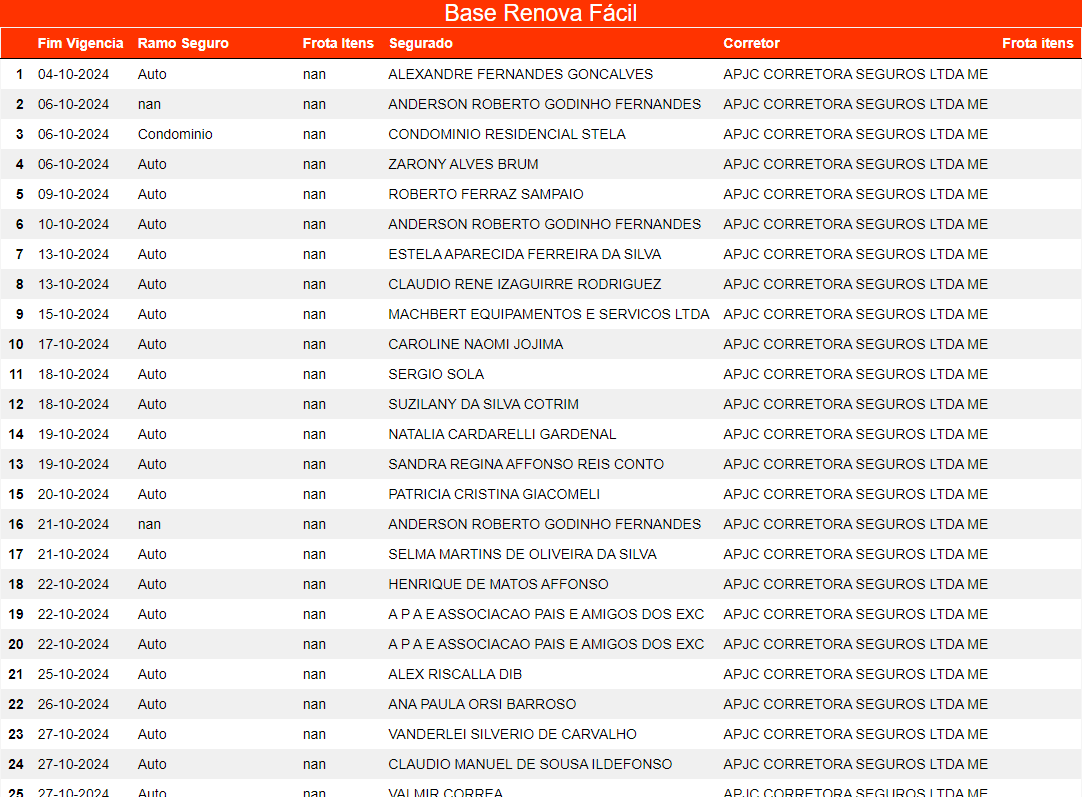 Base Renova Fácil
Fim Vigencia Ramo Seguro Frota Itens Segurado Corretor Frota itens
1 04-10-2024 Auto nan ALEXANDRE FERNANDES GONCALVES APJC CORRETORA SEGUROS LTDA ME
2 06-10-2024 nan nan ANDERSON ROBERTO GODINHO FERNANDES APJC CORRETORA SEGUROS LTDA ME
3 06-10-2024 Condominio nan CONDOMINIO RESIDENCIAL STELA APJC CORRETORA SEGUROS LTDA ME
4 06-10-2024 Auto nan ZARONY ALVES BRUM APJC CORRETORA SEGUROS LTDA ME
5 09-10-2024 Auto nan ROBERTO FERRAZ SAMPAIO APJC CORRETORA SEGUROS LTDA ME
6 10-10-2024 Auto nan ANDERSON ROBERTO GODINHO FERNANDES APJC CORRETORA SEGUROS LTDA ME
7 13-10-2024 Auto nan ESTELA APARECIDA FERREIRA DA SILVA APJC CORRETORA SEGUROS LTDA ME
8 13-10-2024 Auto nan CLAUDIO RENE IZAGUIRRE RODRIGUEZ APJC CORRETORA SEGUROS LTDA ME
9 15-10-2024 Auto nan MACHBERT EQUIPAMENTOS E SERVICOS LTDA APJC CORRETORA SEGUROS LTDA ME
10 17-10-2024 Auto nan CAROLINE NAOMI JOJIMA APJC CORRETORA SEGUROS LTDA ME
11 18-10-2024 Auto nan SERGIO SOLA APJC CORRETORA SEGUROS LTDA ME
12 18-10-2024 Auto nan SUZILANY DA SILVA COTRIM APJC CORRETORA SEGUROS LTDA ME
14 19-10-2024 Auto nan NATALIA CARDARELLI GARDENAL APJC CORRETORA SEGUROS LTDA ME
13 19-10-2024 Auto nan SANDRA REGINA AFFONSO REIS CONTO APJC CORRETORA SEGUROS LTDA ME
15 20-10-2024 Auto nan PATRICIA CRISTINA GIACOMELI APJC CORRETORA SEGUROS LTDA ME
16 21-10-2024 nan nan ANDERSON ROBERTO GODINHO FERNANDES APJC CORRETORA SEGUROS LTDA ME
17 21-10-2024 Auto nan SELMA MARTINS DE OLIVEIRA DA SILVA APJC CORRETORA SEGUROS LTDA ME
18 22-10-2024 Auto nan HENRIQUE DE MATOS AFFONSO APJC CORRETORA SEGUROS LTDA ME
19 22-10-2024 Auto nan A P A E ASSOCIACAO PAIS E AMIGOS DOS EXC APJC CORRETORA SEGUROS LTDA ME
20 22-10-2024 Auto nan A P A E ASSOCIACAO PAIS E AMIGOS DOS EXC APJC CORRETORA SEGUROS LTDA ME
21 25-10-2024 Auto nan ALEX RISCALLA DIB APJC CORRETORA SEGUROS LTDA ME
22 26-10-2024 Auto nan ANA PAULA ORSI BARROSO APJC CORRETORA SEGUROS LTDA ME
23 27-10-2024 Auto nan VANDERLEI SILVERIO DE CARVALHO APJC CORRETORA SEGUROS LTDA ME
24 27-10-2024 Auto nan CLAUDIO MANUEL DE SOUSA ILDEFONSO APJC CORRETORA SEGUROS LTDA ME
25 27-10-2024 Auto nan VALMIR CORREA APJC CORRETORA SEGUROS LTDA ME